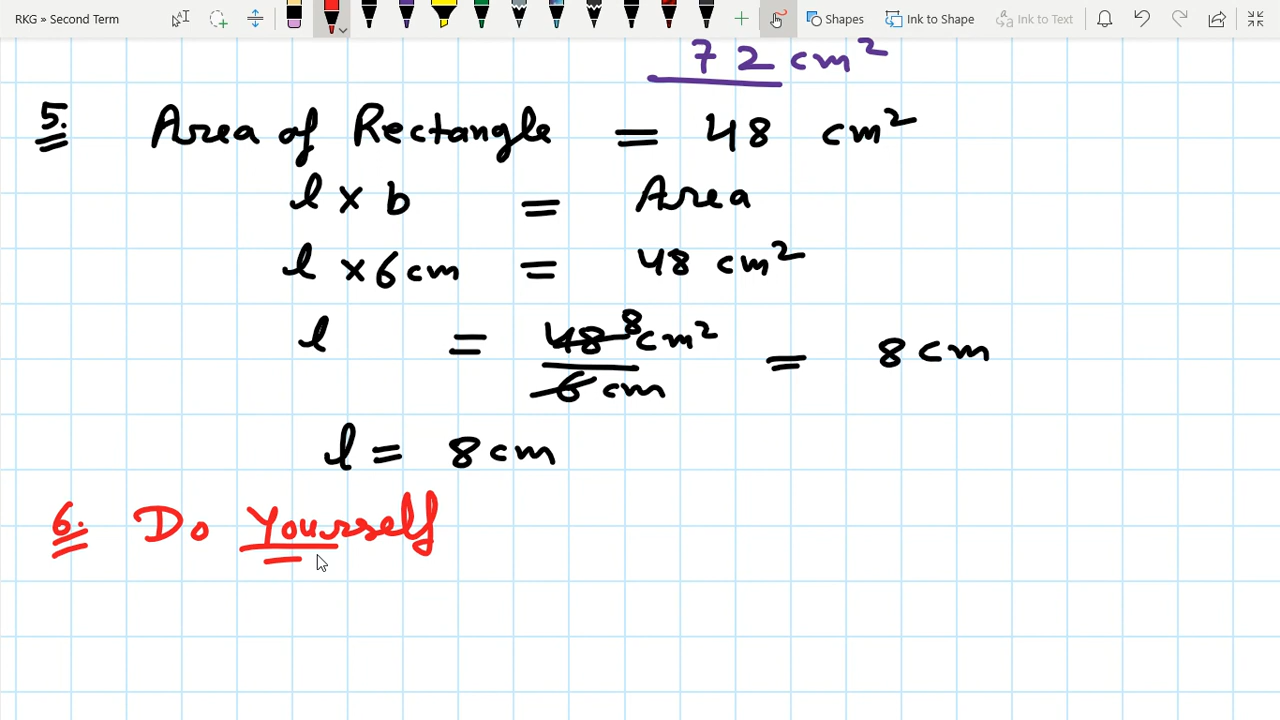 RKG » Second Term
Shapes
Ink to Shape
Ink to Text
72 cm²
5. Area of Rectangle = 48 cm²
l × b = Area
l × 6 cm = 48 cm²
l = 48 8 cm² / 6 cm = 8 cm
l = 8 cm
6. Do Yourself